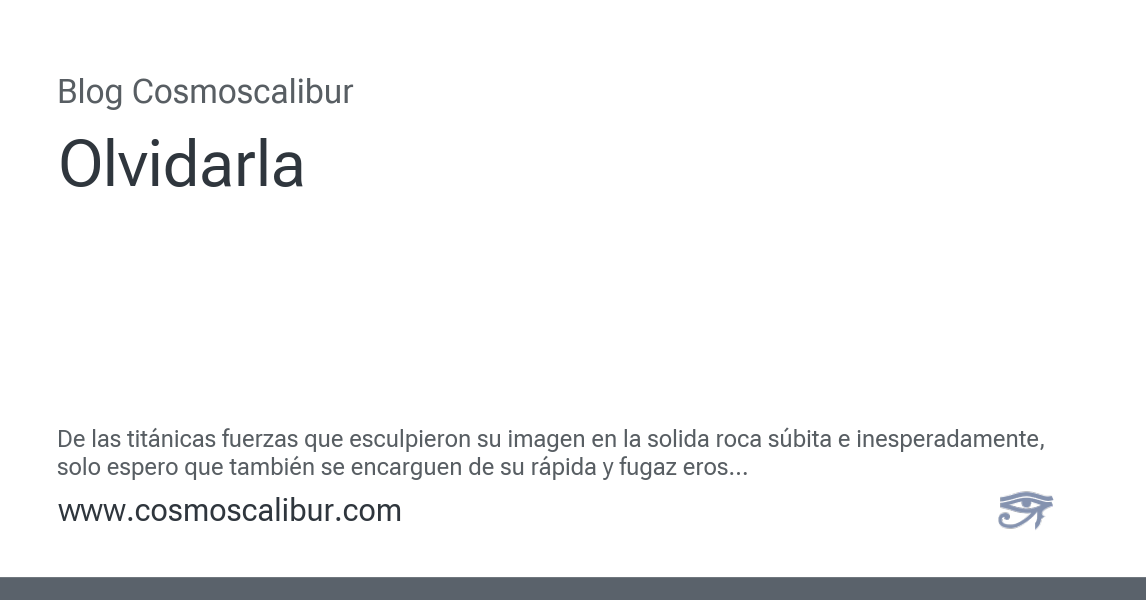 Blog Cosmoscalibur
Olvidarla
De las titánicas fuerzas que esculpieron su imagen en la solida roca súbita e inesperadamente,
solo espero que también se encarguen de su rápida y fugaz eros...
www.cosmoscalibur.com